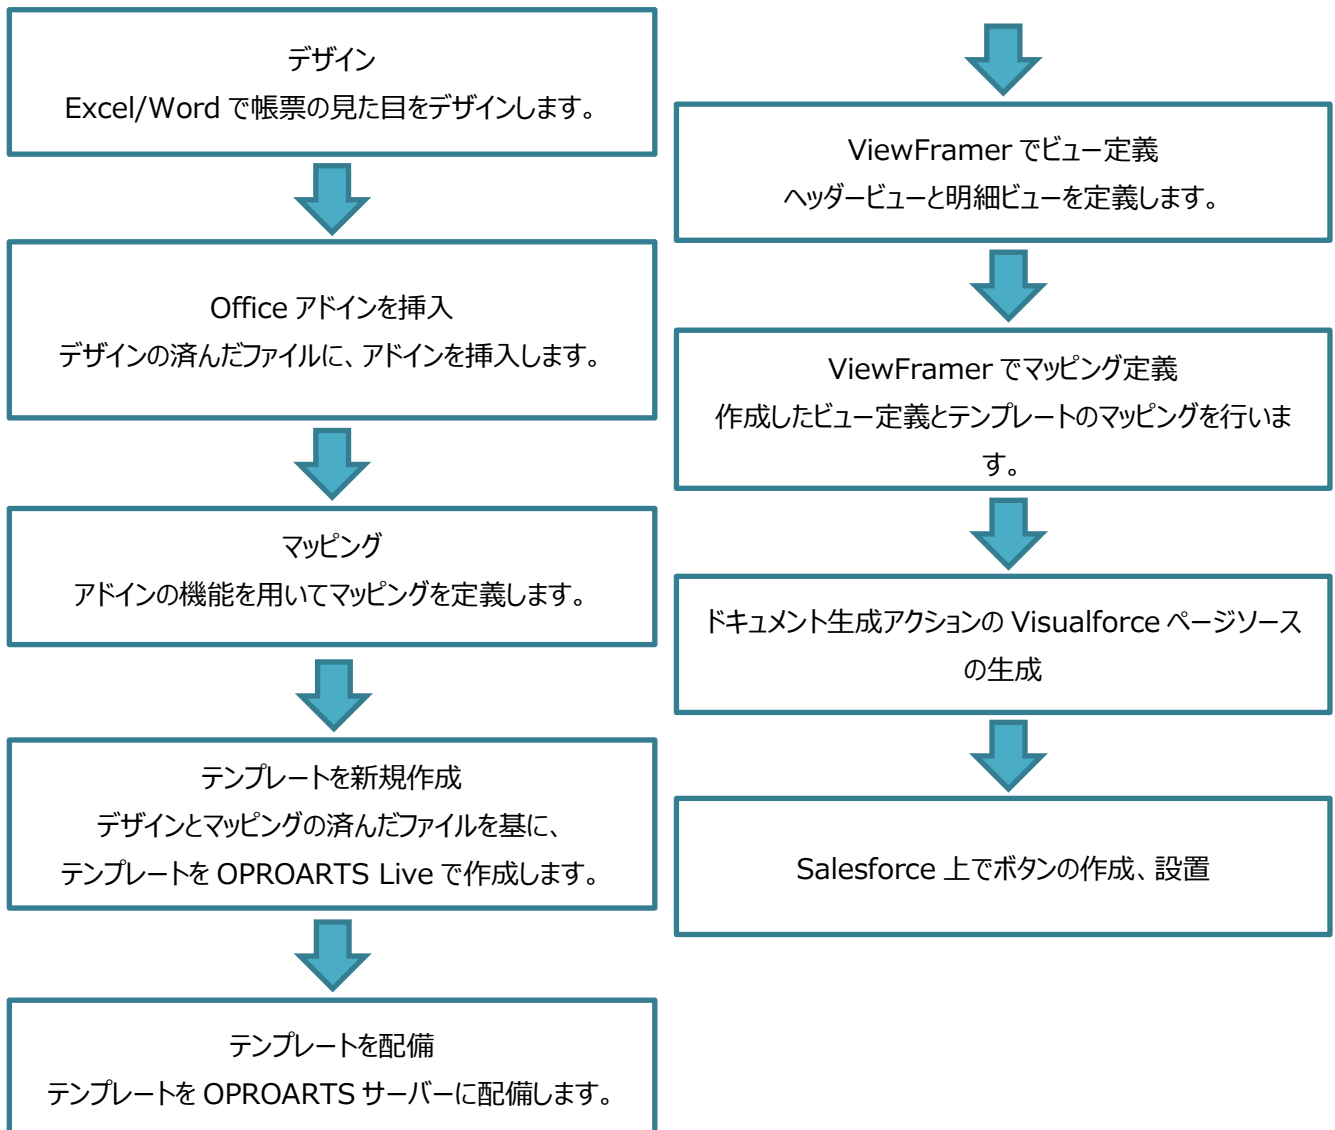 デザイン
Excel/Word で帳票の見た目をデザインします。
Office アドインを挿入
デザインの済んだファイルに、アドインを挿入します。
マッピング
アドインの機能を用いてマッピングを定義します。
テンプレートを新規作成
デザインとマッピングの済んだファイルを基に、
テンプレートを OPROARTS Live で作成します。
テンプレートを配備
テンプレートを OPROARTS サーバーに配備します。
ViewFramer でビュー定義
ヘッダービューと明細ビューを定義します。
ViewFramer でマッピング定義
作成したビュー定義とテンプレートのマッピングを行いま
す。
ドキュメント生成アクションの Visualforce ページソース
の生成
Salesforce 上でボタンの作成、設置